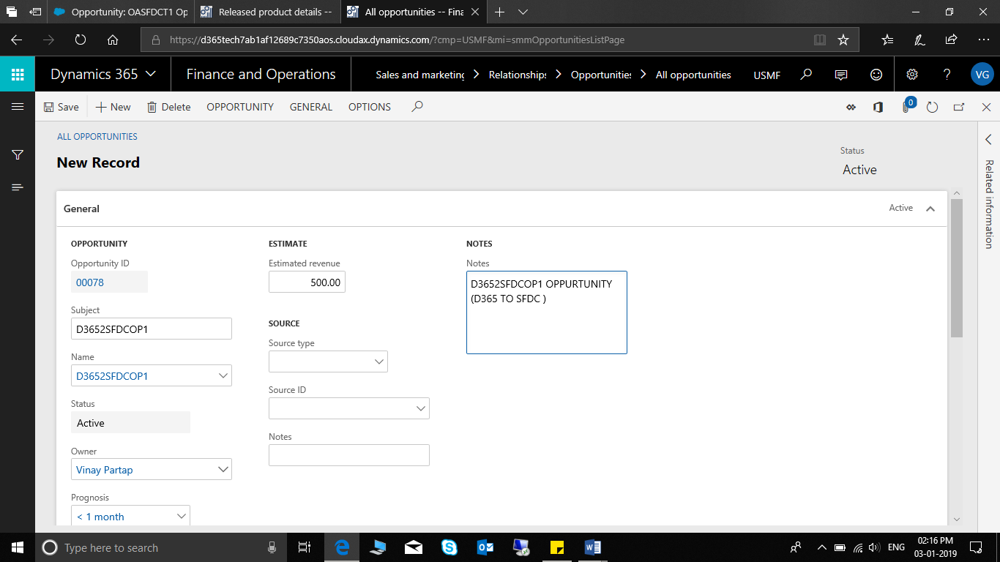 Opportunity: OASFDCT1 Op
Released product details --
All opportunities -- Fina
https://d365tech7ab1af12689c7350aos.cloudax.dynamics.com/?cmp=USMF&mi=smmOpportunitiesListPage
Dynamics 365
Finance and Operations
Sales and marketing
Relationships
Opportunities
All opportunities
USMF
?
VG
Save
New
Delete
OPPORTUNITY
GENERAL
OPTIONS
0
ALL OPPORTUNITIES
New Record
Status
Active
Related information
General
Active
OPPORTUNITY
Opportunity ID
00078
Subject
D3652SFDCOP1
Name
D3652SFDCOP1
Status
Active
Owner
Vinay Partap
Prognosis
< 1 month
ESTIMATE
Estimated revenue
500.00
SOURCE
Source type
Source ID
Notes
NOTES
Notes
D3652SFDCOP1 OPPURTUNITY
(D365 TO SFDC )
Type here to search
ENG
02:16 PM
03-01-2019